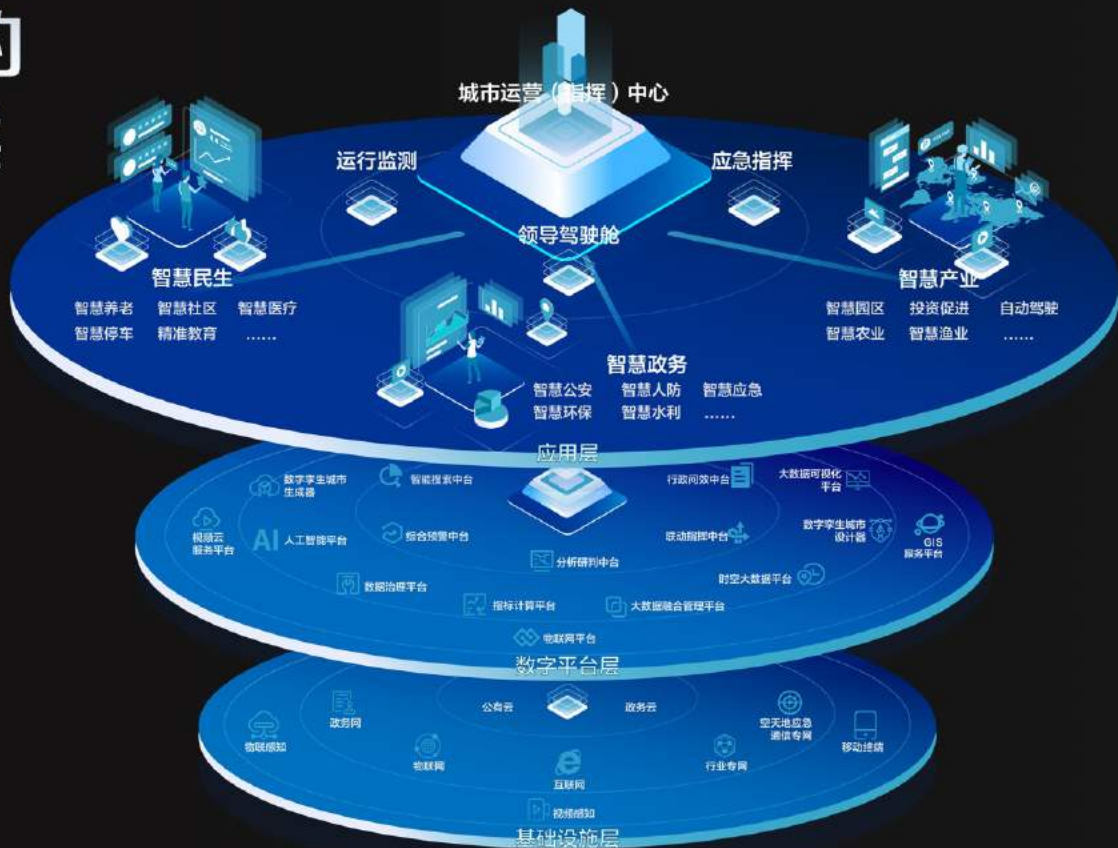 的
城市运营（指挥）中心
运行监测
应急指挥
领导驾驶舱
智慧民生
智慧养老 智慧社区 智慧医疗
智慧停车 精准教育 ……
智慧产业
智慧园区 投资促进 自动驾驶
智慧农业 智慧渔业 ……
智慧政务
智慧公安 智慧人防 智慧应急
智慧环保 智慧水利 ……
应用层
数字孪生城市
生成器
智能搜索中台
行政问效中台
大数据可视化
平台
视频云
服务平台
AI 人工智能平台
综合预警中台
分析研判中台
联动指挥中台
数字孪生城市
设计器
GIS
服务平台
数据治理平台
时空大数据平台
指标计算平台
大数据融合管理平台
物联网平台
数字平台层
公有云
政务云
政务网
物联感知
物联网
互联网
行业专网
空天地应急
通信专网
移动终端
视频感知
基础设施层